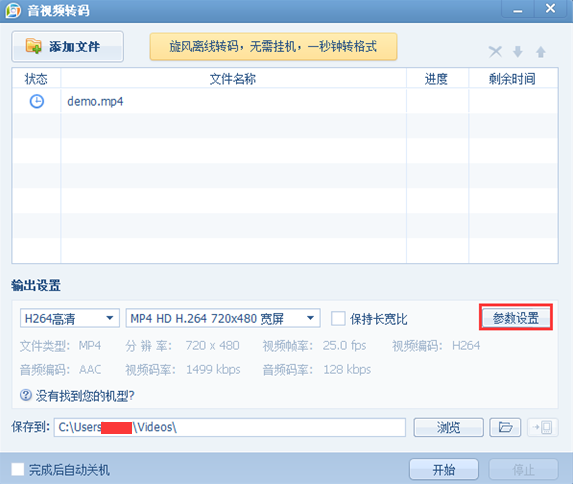 音视频转码
添加文件
旋风离线转码，无需挂机，一秒钟转格式
状态 文件名称 进度 剩余时间
demo.mp4
输出设置
H264高清 MP4 HD H.264 720x480 宽屏 保持长宽比 参数设置
文件类型: MP4 分 辨 率: 720 x 480 视频帧率: 25.0 fps 视频编码: H264
音频编码: AAC 视频码率: 1499 kbps 音频码率: 128 kbps
没有找到您的机型?
保存到: C:\Users \Videos\ 浏览
完成后自动关机 开始 停止